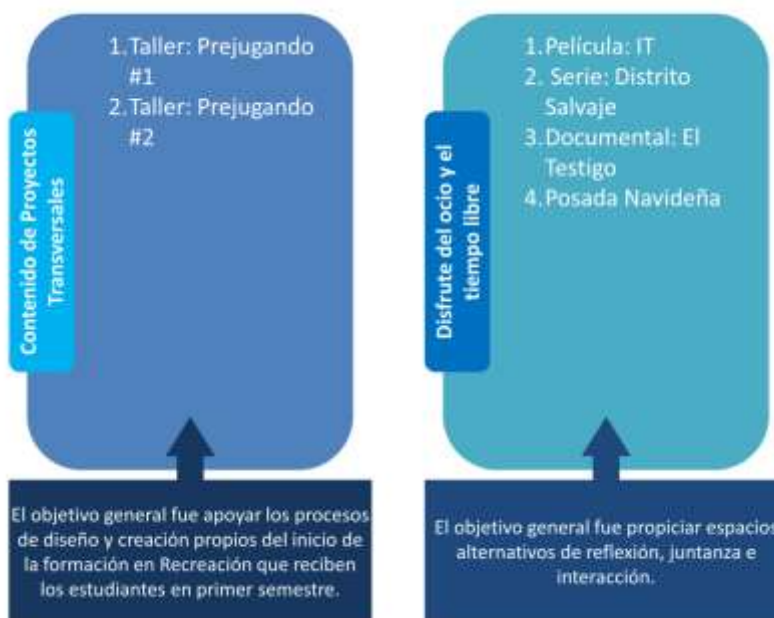 Contenido de Proyectos
Transversales
1.Taller: Prejugando
#1
2.Taller: Prejugando
#2
El objetivo general fue apoyar los procesos
de diseño y creación propios del inicio de
la formación en Recreación que reciben
los estudiantes en primer semestre.
Disfrute del ocio y el
tiempo libre
1.Película: IT
2. Serie: Distrito
Salvaje
3.Documental: El
Testigo
4.Posada Navideña
El objetivo general fue propiciar espacios
alternativos de reflexión, juntanza e
interacción.